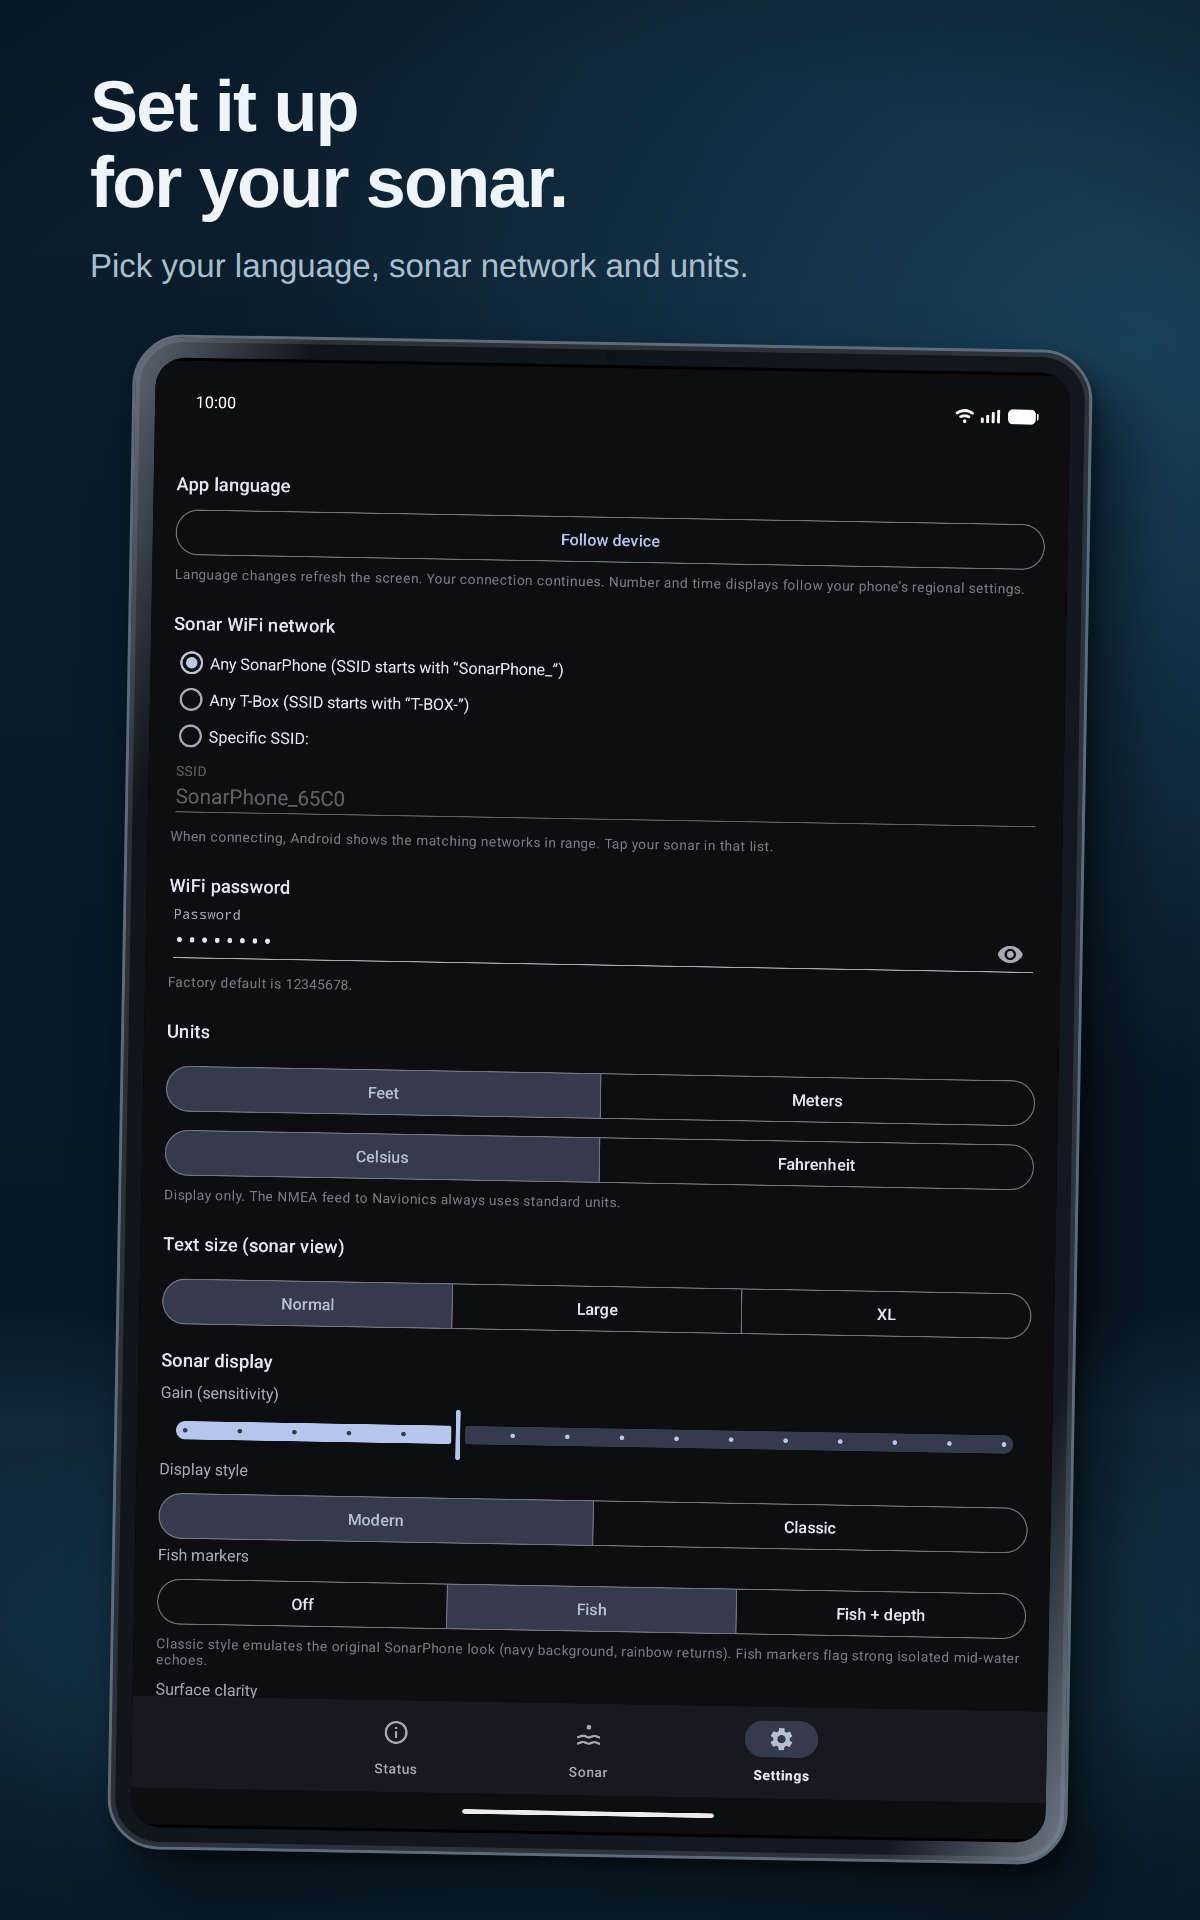 Set it up
for your sonar.
Pick your language, sonar network and units.
10:00
App language
Follow device
Language changes refresh the screen. Your connection continues. Number and time displays follow your phone’s regional settings.
Sonar WiFi network
Any SonarPhone (SSID starts with “SonarPhone_”)
Any T-Box (SSID starts with “T-BOX-”)
Specific SSID:
SSID
SonarPhone_65C0
When connecting, Android shows the matching networks in range. Tap your sonar in that list.
WiFi password
Password
••••••••
Factory default is 12345678.
Units
Feet Meters
Celsius Fahrenheit
Display only. The NMEA feed to Navionics always uses standard units.
Text size (sonar view)
Normal Large XL
Sonar display
Gain (sensitivity)
Display style
Modern Classic
Fish markers
Off Fish Fish + depth
Classic style emulates the original SonarPhone look (navy background, rainbow returns). Fish markers flag strong isolated mid-water
echoes.
Surface clarity
Status Sonar Settings